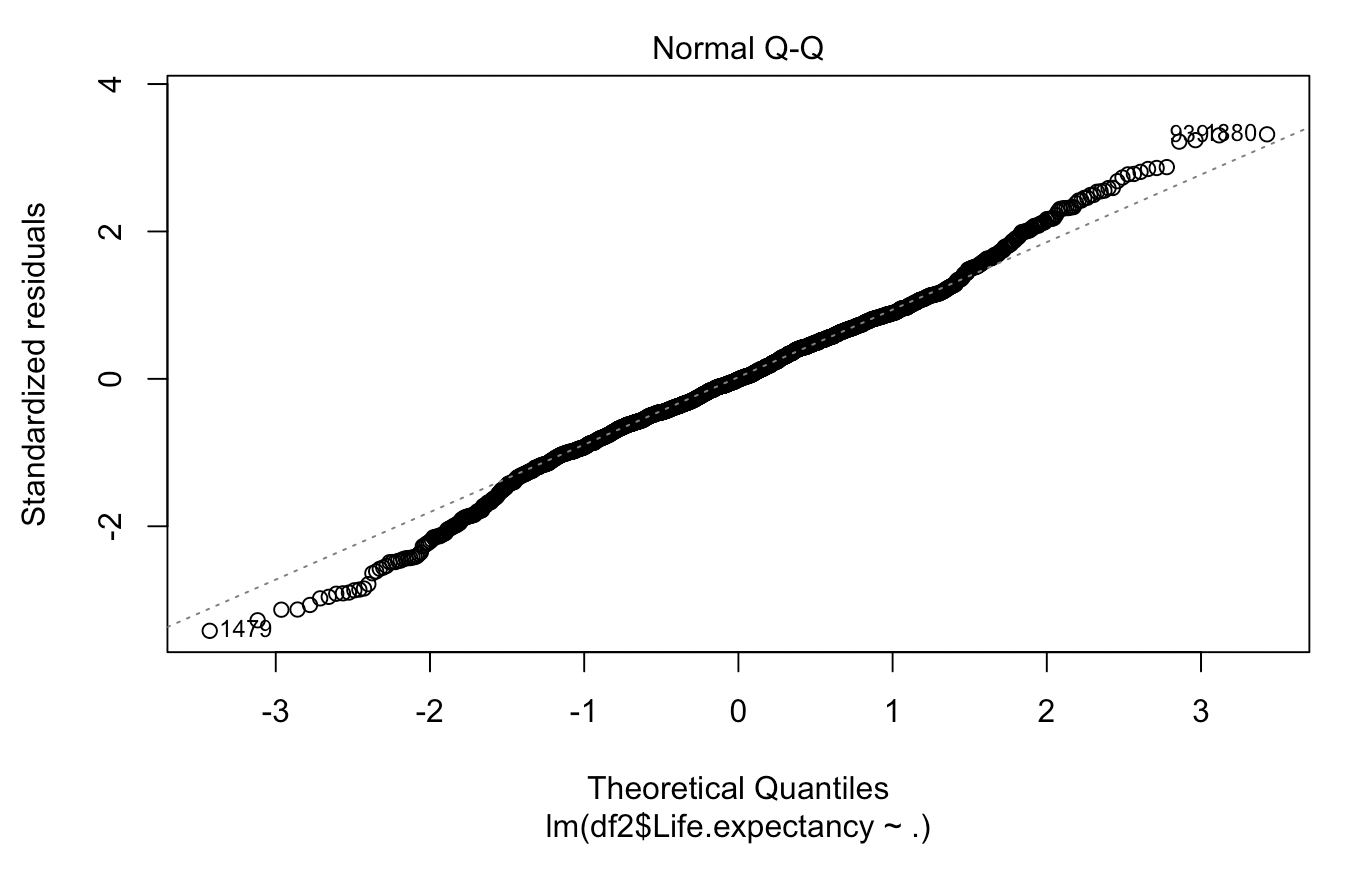 Normal Q-Q
4
2
0
-2
Standardized residuals
9391880
1479
-3 -2 -1 0 1 2 3
Theoretical Quantiles
lm(df2$Life.expectancy ~ .)